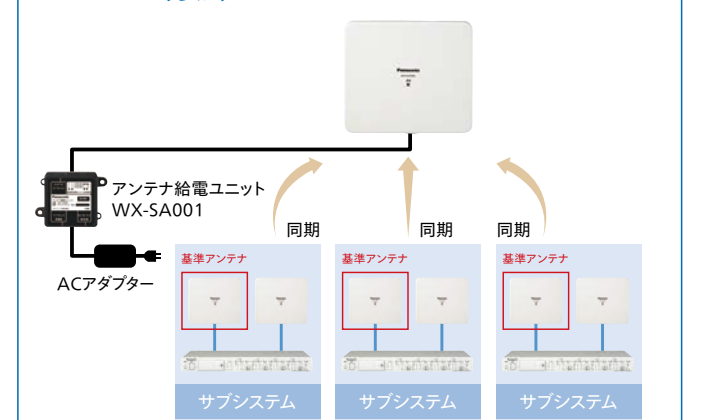 Panasonic
アンテナ給電ユニット
WX-SA001
ACアダプター
同期
同期
同期
基準アンテナ
基準アンテナ
基準アンテナ
サブシステム
サブシステム
サブシステム